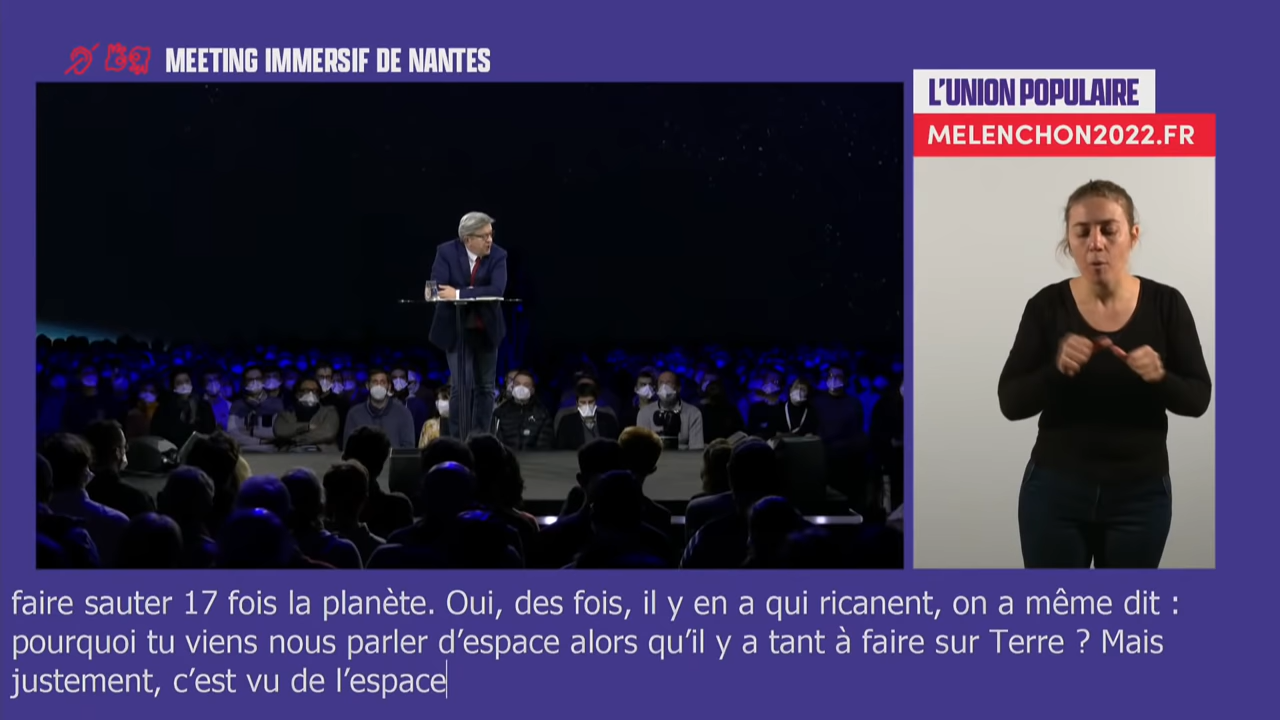 MEETING IMMERSIF DE NANTES
L'UNION POPULAIRE
MELENCHON2022.FR
faire sauter 17 fois la planète. Oui, des fois, il y en a qui ricanent, on a même dit :
pourquoi tu viens nous parler d’espace alors qu’il y a tant à faire sur Terre ? Mais
justement, c’est vu de l’espace